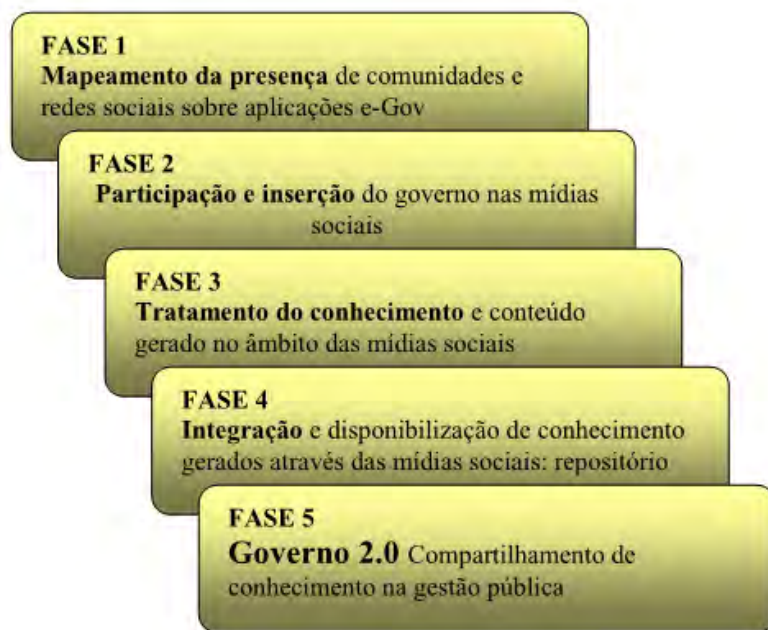 FASE 1
Mapeamento da presença de comunidades e
redes sociais sobre aplicações e-Gov
FASE 2
Participação e inserção do governo nas mídias
sociais
FASE 3
Tratamento do conhecimento e conteúdo
gerado no âmbito das mídias sociais
FASE 4
Integração e disponibilização de conhecimento
gerados através das mídias sociais: repositório
FASE 5
Governo 2.0 Compartilhamento de
conhecimento na gestão pública